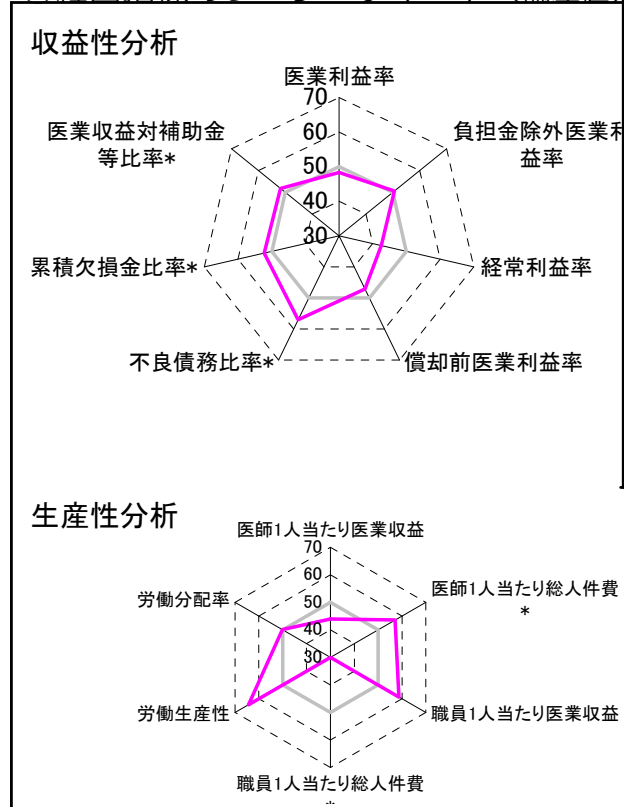 収益性分析
医業利益率
70
60
50
40
30
負担金除外医業利
益率
経常利益率
償却前医業利益率
不良債務比率*
累積欠損金比率*
医業収益対補助金
等比率*
生産性分析
医師1人当たり医業収益
70
60
50
40
30
医師1人当たり総人件費
*
職員1人当たり医業収益
職員1人当たり総人件費
*
労働生産性
労働分配率